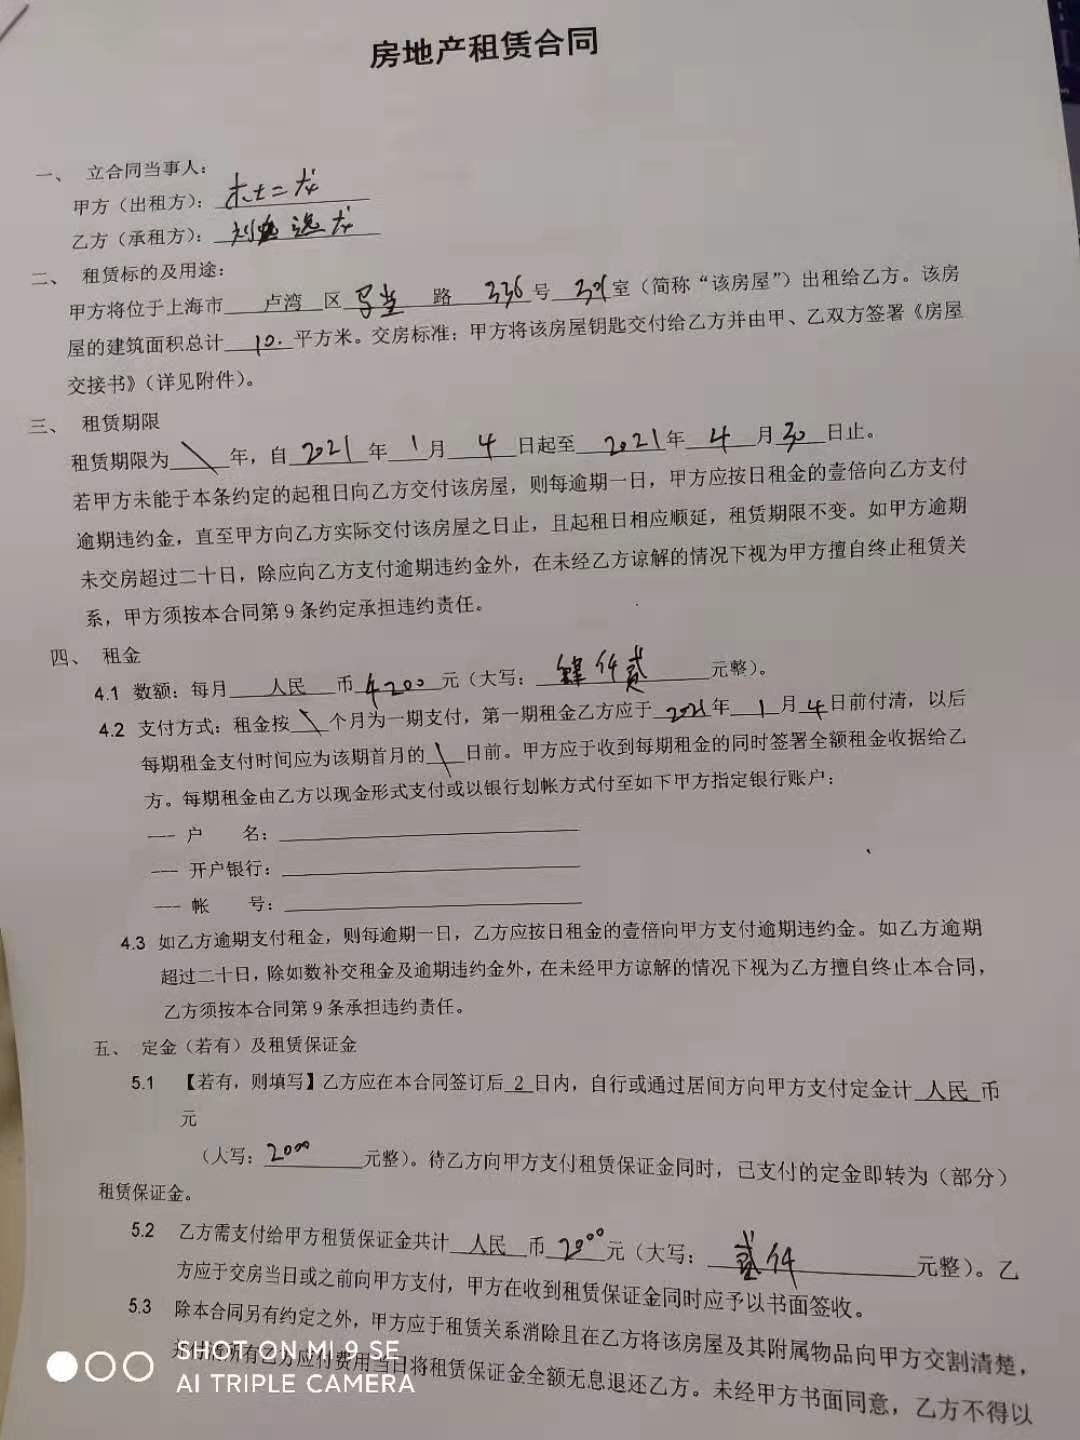 房地产租赁合同
一、 立合同当事人：
甲方（出租方）： 杜二龙
乙方（承租方）： 刘 逸龙
二、 租赁标的及用途：
甲方将位于上海市 卢湾 区 马当 路 336 号 室（简称“该房屋”）出租给乙方。该房
屋的建筑面积总计 10. 平方米。交房标准：甲方将该房屋钥匙交付给乙方并由甲、乙双方签署《房屋
交接书》（详见附件）。
三、 租赁期限
租赁期限为 \ 年，自 2021 年 1 月 4 日起至 2021 年 4 月 30 日止。
若甲方未能于本条约定的起租日向乙方交付该房屋，则每逾期一日，甲方应按日租金的壹倍向乙方支付
逾期违约金，直至甲方向乙方实际交付该房屋之日止，且起租日相应顺延，租赁期限不变。如甲方逾期
未交房超过二十日，除应向乙方支付逾期违约金外，在未经乙方谅解的情况下视为甲方擅自终止租赁关
系，甲方须按本合同第9条约定承担违约责任。
四、 租金
4.1 数额：每月 人民 币 4200 元（大写： 肆仟贰 元整）。
4.2 支付方式：租金按 \ 个月为一期支付，第一期租金乙方应于 2021 年 1 月 4 日前付清，以后
每期租金支付时间应为该期首月的 \ 日前。甲方应于收到每期租金的同时签署全额租金收据给乙
方。每期租金由乙方以现金形式支付或以银行划帐方式付至如下甲方指定银行账户：
--- 户 名：
--- 开户银行：
--- 帐 号：
4.3 如乙方逾期支付租金，则每逾期一日，乙方应按日租金的壹倍向甲方支付逾期违约金。如乙方逾期
超过二十日，除如数补交租金及逾期违约金外，在未经甲方谅解的情况下视为乙方擅自终止本合同，
乙方须按本合同第9条承担违约责任。
五、 定金（若有）及租赁保证金
5.1 【若有，则填写】乙方应在本合同签订后 2 日内，自行或通过居间方向甲方支付定金计 人民 币
元
（大写： 2000 元整）。待乙方向甲方支付租赁保证金同时，已支付的定金即转为（部分）
租赁保证金。
5.2 乙方需支付给甲方租赁保证金共计 人民 币 2000 元（大写： 贰仟 元整）。乙
方应于交房当日或之前向甲方支付，甲方在收到租赁保证金同时应予以书面签收。
5.3 除本合同另有约定之外，甲方应于租赁关系消除且在乙方将该房屋及其附属物品向甲方交割清楚，
所有乙方应付费用当日将租赁保证金全额无息退还乙方。未经甲方书面同意，乙方不得以
SHOT ON MI 9 SE
AI TRIPLE CAMERA